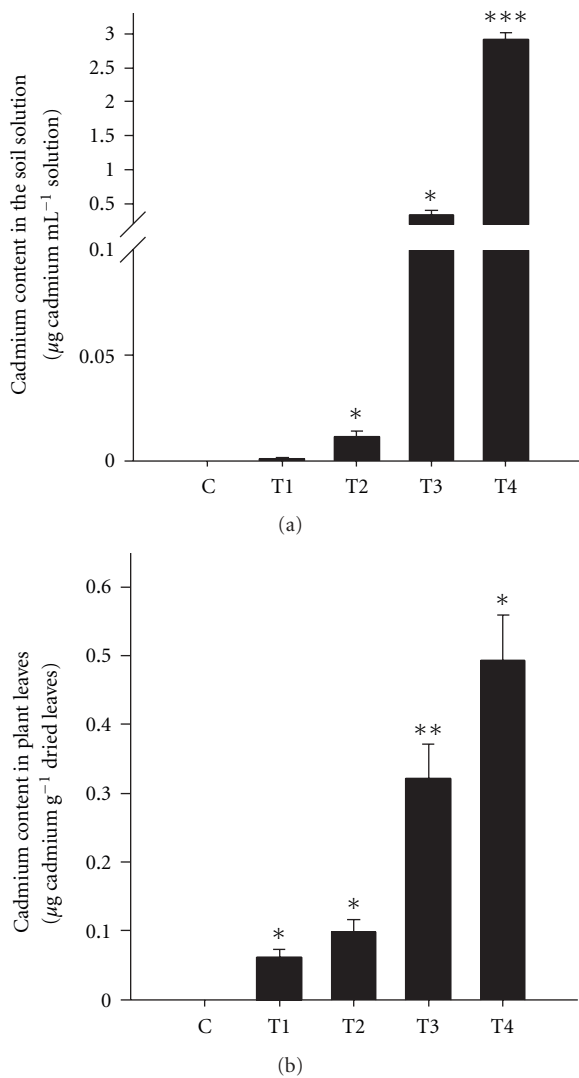 Cadmium content in the soil solution
(μg cadmium mL−1 solution)
3
2.5
2
1.5
1
0.5
0.1
0.05
0
*
*
***
C T1 T2 T3 T4
(a)
Cadmium content in plant leaves
(μg cadmium g−1 dried leaves)
0.6
0.5
0.4
0.3
0.2
0.1
0
*
*
**
*
C T1 T2 T3 T4
(b)